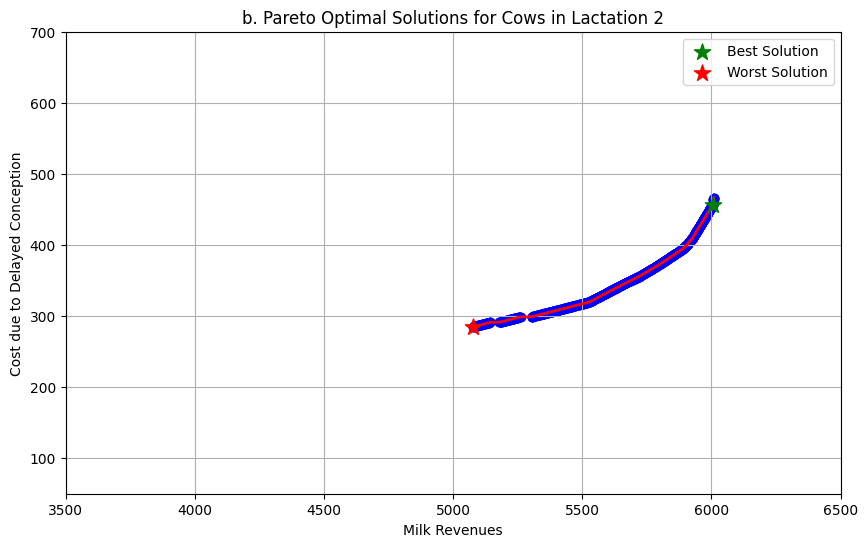 b. Pareto Optimal Solutions for Cows in Lactation 2
Best Solution
Worst Solution
Cost due to Delayed Conception
700
600
500
400
300
200
100
3500 4000 4500 5000 5500 6000 6500
Milk Revenues